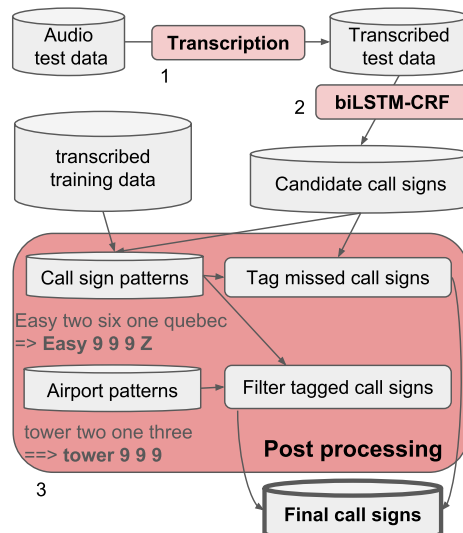 Audio
test data
Transcription
Transcribed
test data
1
2
biLSTM-CRF
transcribed
training data
Candidate call signs
Call sign patterns
Tag missed call signs
Easy two six one quebec
=> Easy 9 9 9 Z
Airport patterns
Filter tagged call signs
tower two one three
==> tower 9 9 9
Post processing
3
Final call signs